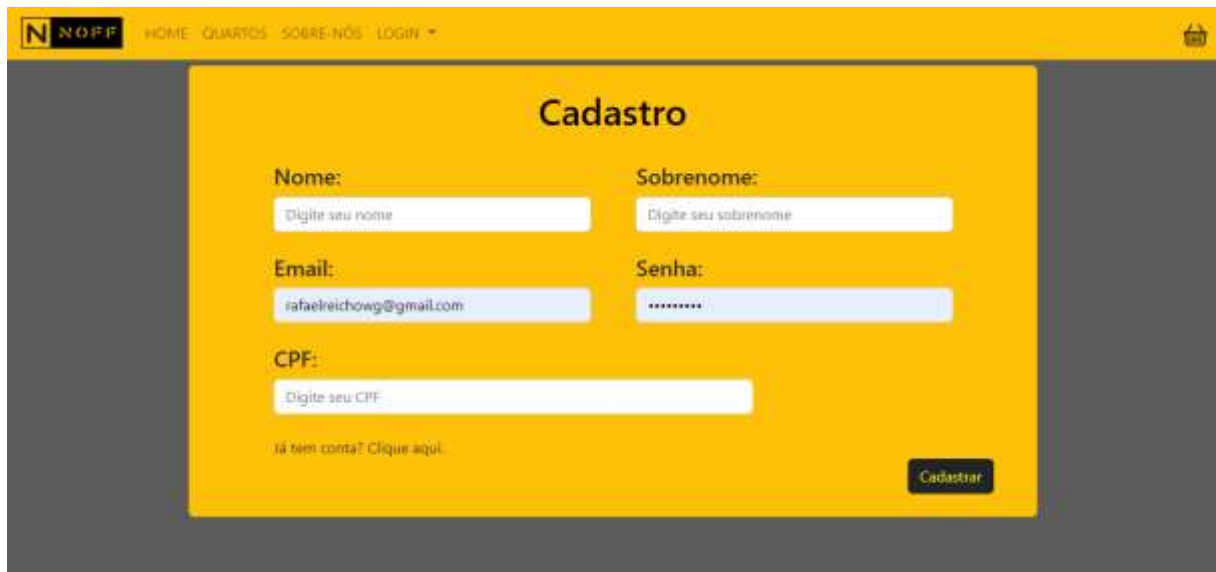 N NOFF HOME QUARTOS SOBRE-NÓS LOGIN
Cadastro
Nome: Sobrenome:
Digite seu nome Digite seu sobrenome
Email: Senha:
rafaelreichowg@gmail.com •••••••••
CPF:
Digite seu CPF
Já tem conta? Clique aqui.
Cadastrar